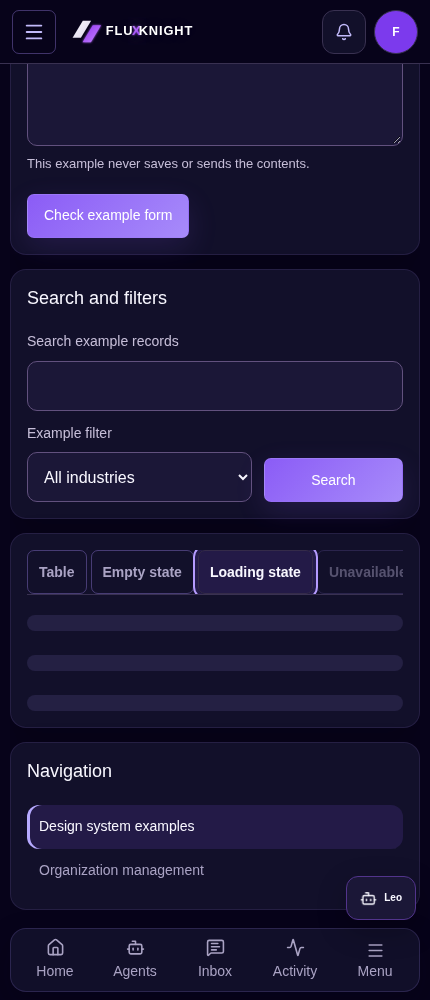 FLUXKNIGHT
F
This example never saves or sends the contents.
Check example form
Search and filters
Search example records
Example filter
All industries
Search
Table
Empty state
Loading state
Unavailable
Navigation
Design system examples
Organization management
Leo
Home
Agents
Inbox
Activity
Menu